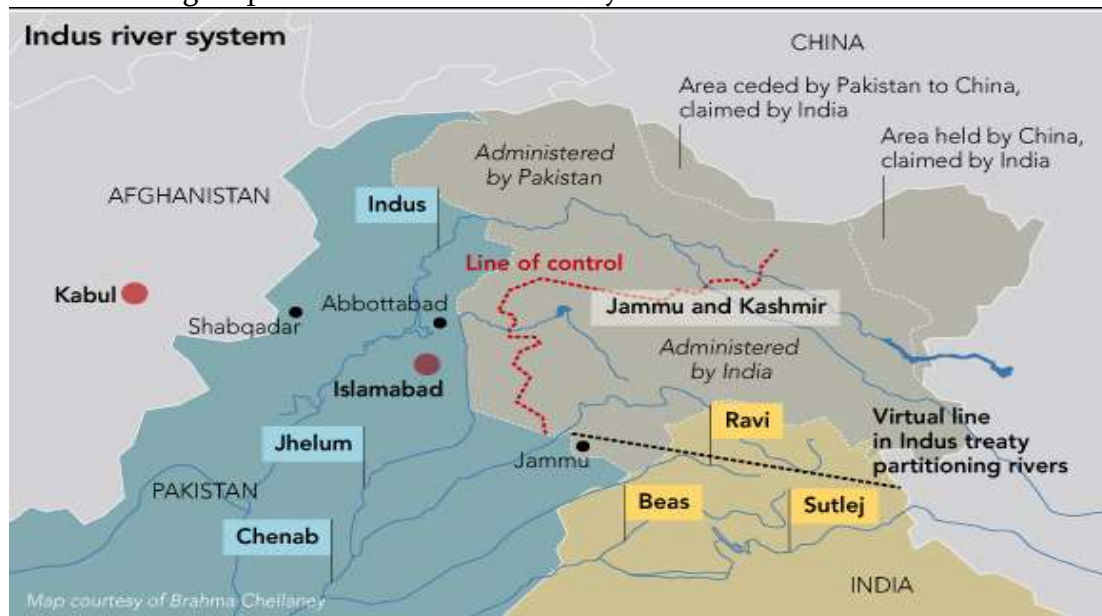 Indus river system
CHINA
Area ceded by Pakistan to China,
claimed by India
Area held by China,
claimed by India
Administered
by Pakistan
AFGHANISTAN
Indus
Line of control
Kabul
Abbottabad
Shabqadar
Jammu and Kashmir
Administered
by India
Islamabad
Ravi
Virtual line
in Indus treaty
partitioning rivers
Jhelum
Jammu
PAKISTAN
Beas
Sutlej
Chenab
INDIA
Map courtesy of Brahma Chellaney